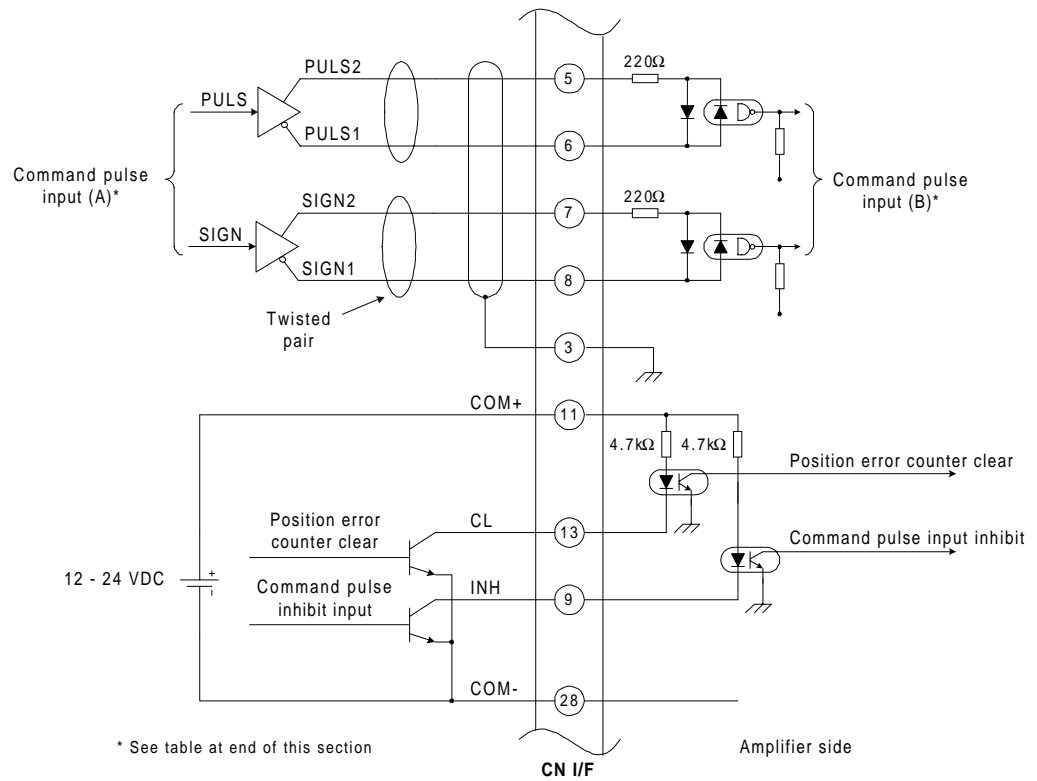 PULS2
5
220Ω
PULS
PULS1
6
Command pulse
input (A)*
Command pulse
input (B)*
SIGN2
7
220Ω
SIGN
SIGN1
8
Twisted
pair
3
COM+
11
4.7kΩ
4.7kΩ
Position error counter clear
Position error
counter clear
CL
13
Command pulse input inhibit
12 - 24 VDC
+
-
Command pulse
inhibit input
INH
9
COM-
28
* See table at end of this section
Amplifier side
CN I/F